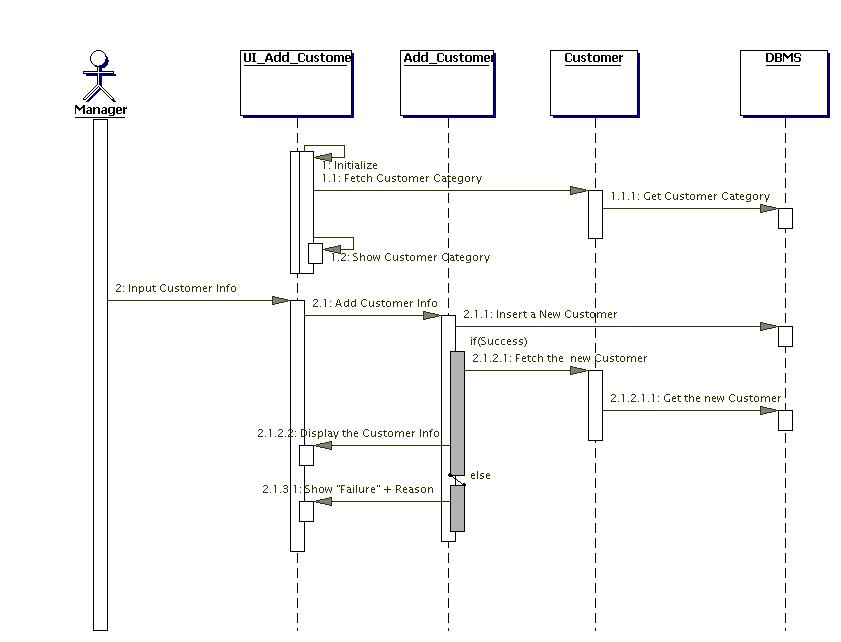 UI_Add_Custome
Add_Customer
Customer
DBMS
Manager
1: Initialize
1.1: Fetch Customer Category
1.1.1: Get Customer Category
1.2: Show Customer Category
2: Input Customer Info
2.1: Add Customer Info
2.1.1: Insert a New Customer
if(Success)
2.1.2.1: Fetch the new Customer
2.1.2.1.1: Get the new Customer
2.1.2.2: Display the Customer Info
else
2.1.3.1: Show "Failure" + Reason